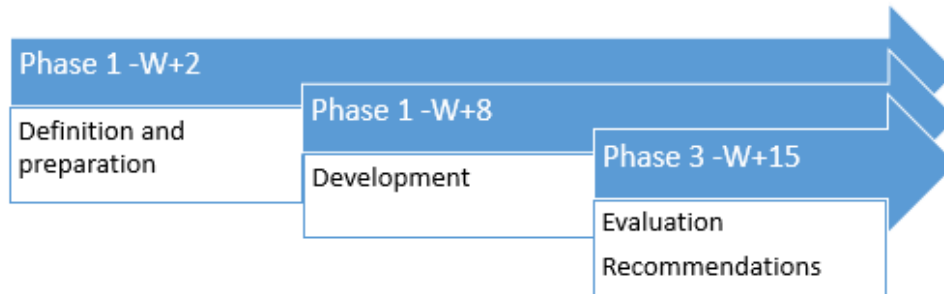 Phase 1 -W+2
Definition and
preparation
Phase 1 -W+8
Development
Phase 3 -W+15
Evaluation
Recommendations